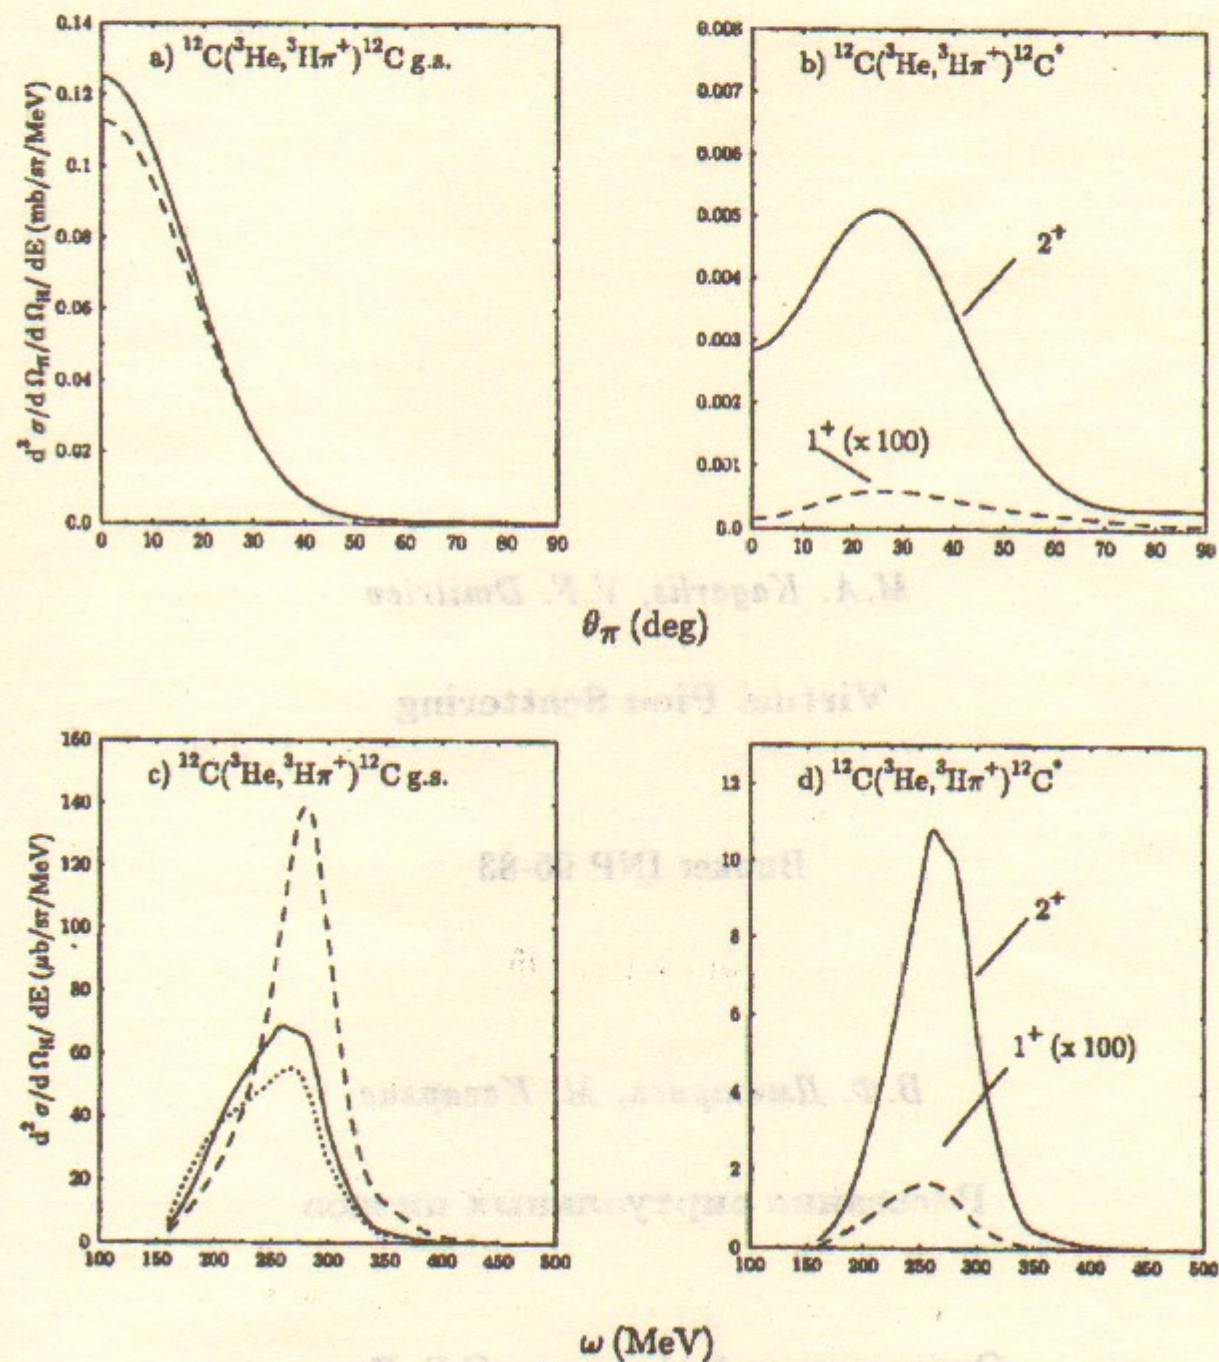 a) ¹²C(³He,³Hπ⁺)¹²C g.s.
d³ σ/d Ω_π/d Ω_H/ dE (mb/sr/MeV)
0.14
0.12
0.1
0.08
0.06
0.04
0.02
0.0
0 10 20 30 40 50 60 70 80 90
b) ¹²C(³He,³Hπ⁺)¹²C*
0.008
0.007
0.006
0.005
0.004
0.003
0.002
0.001
0.0
2⁺
1⁺ (x 100)
0 10 20 30 40 50 60 70 80 90
θ_π (deg)
c) ¹²C(³He,³Hπ⁺)¹²C g.s.
d² σ/d Ω_H/ dE (μb/sr/MeV)
160
140
120
100
80
60
40
20
0
100 150 200 250 300 350 400 450 500
d) ¹²C(³He,³Hπ⁺)¹²C*
12
10
8
6
4
2
0
2⁺
1⁺ (x 100)
100 150 200 250 300 350 400 450 500
ω (MeV)